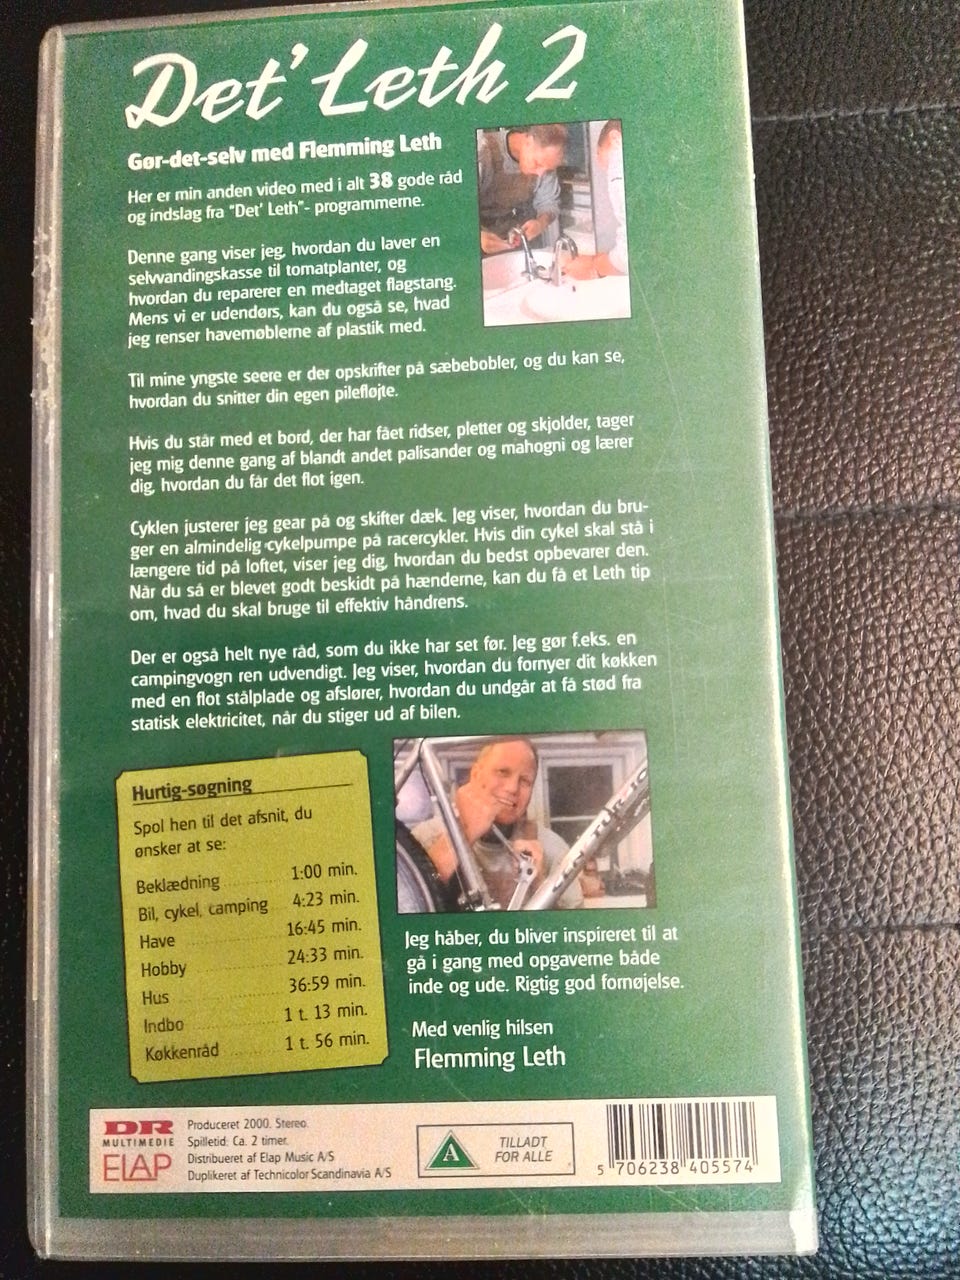 Det' Leth 2
Gør-det-selv med Flemming Leth
Her er min anden video med i alt 38 gode råd
og indslag fra "Det' Leth"- programmerne.
Denne gang viser jeg, hvordan du laver en
selvvandingskasse til tomatplanter, og
hvordan du reparerer en medtaget flagstang.
Mens vi er udendørs, kan du også se, hvad
jeg renser havemøblerne af plastik med.
Til mine yngste seere er der opskrifter på sæbebobler, og du kan se,
hvordan du snitter din egen pilefløjte.
Hvis du står med et bord, der har fået ridser, pletter og skjolder, tager
jeg mig denne gang af blandt andet palisander og mahogni og lærer
dig, hvordan du får det flot igen.
Cyklen justerer jeg gear på og skifter dæk. Jeg viser, hvordan du bru-
ger en almindelig cykelpumpe på racercykler. Hvis din cykel skal stå i
længere tid på loftet, viser jeg dig, hvordan du bedst opbevarer den.
Når du så er blevet godt beskidt på hænderne, kan du få et Leth tip
om, hvad du skal bruge til effektiv håndrens.
Der er også helt nye råd, som du ikke har set før. Jeg gør f.eks. en
campingvogn ren udvendigt. Jeg viser, hvordan du fornyer dit køkken
med en flot stålplade og afslører, hvordan du undgår at få stød fra
statisk elektricitet, når du stiger ud af bilen.
Hurtig-søgning
Spol hen til det afsnit, du
ønsker at se:
Beklædning 1:00 min.
Bil, cykel, camping 4:23 min.
Have 16:45 min.
Hobby 24:33 min.
Hus 36:59 min.
Indbo 1 t. 13 min.
Køkkenråd 1 t. 56 min.
CENTURION
Jeg håber, du bliver inspireret til at
gå i gang med opgaverne både
inde og ude. Rigtig god fornøjelse.
Med venlig hilsen
Flemming Leth
DR
MULTIMEDIE
ELAP
Produceret 2000. Stereo.
Spilletid: Ca. 2 timer.
Distribueret af Elap Music A/S
Duplikeret af Technicolor Scandinavia A/S
A
TILLADT
FOR ALLE
5 706238 405574